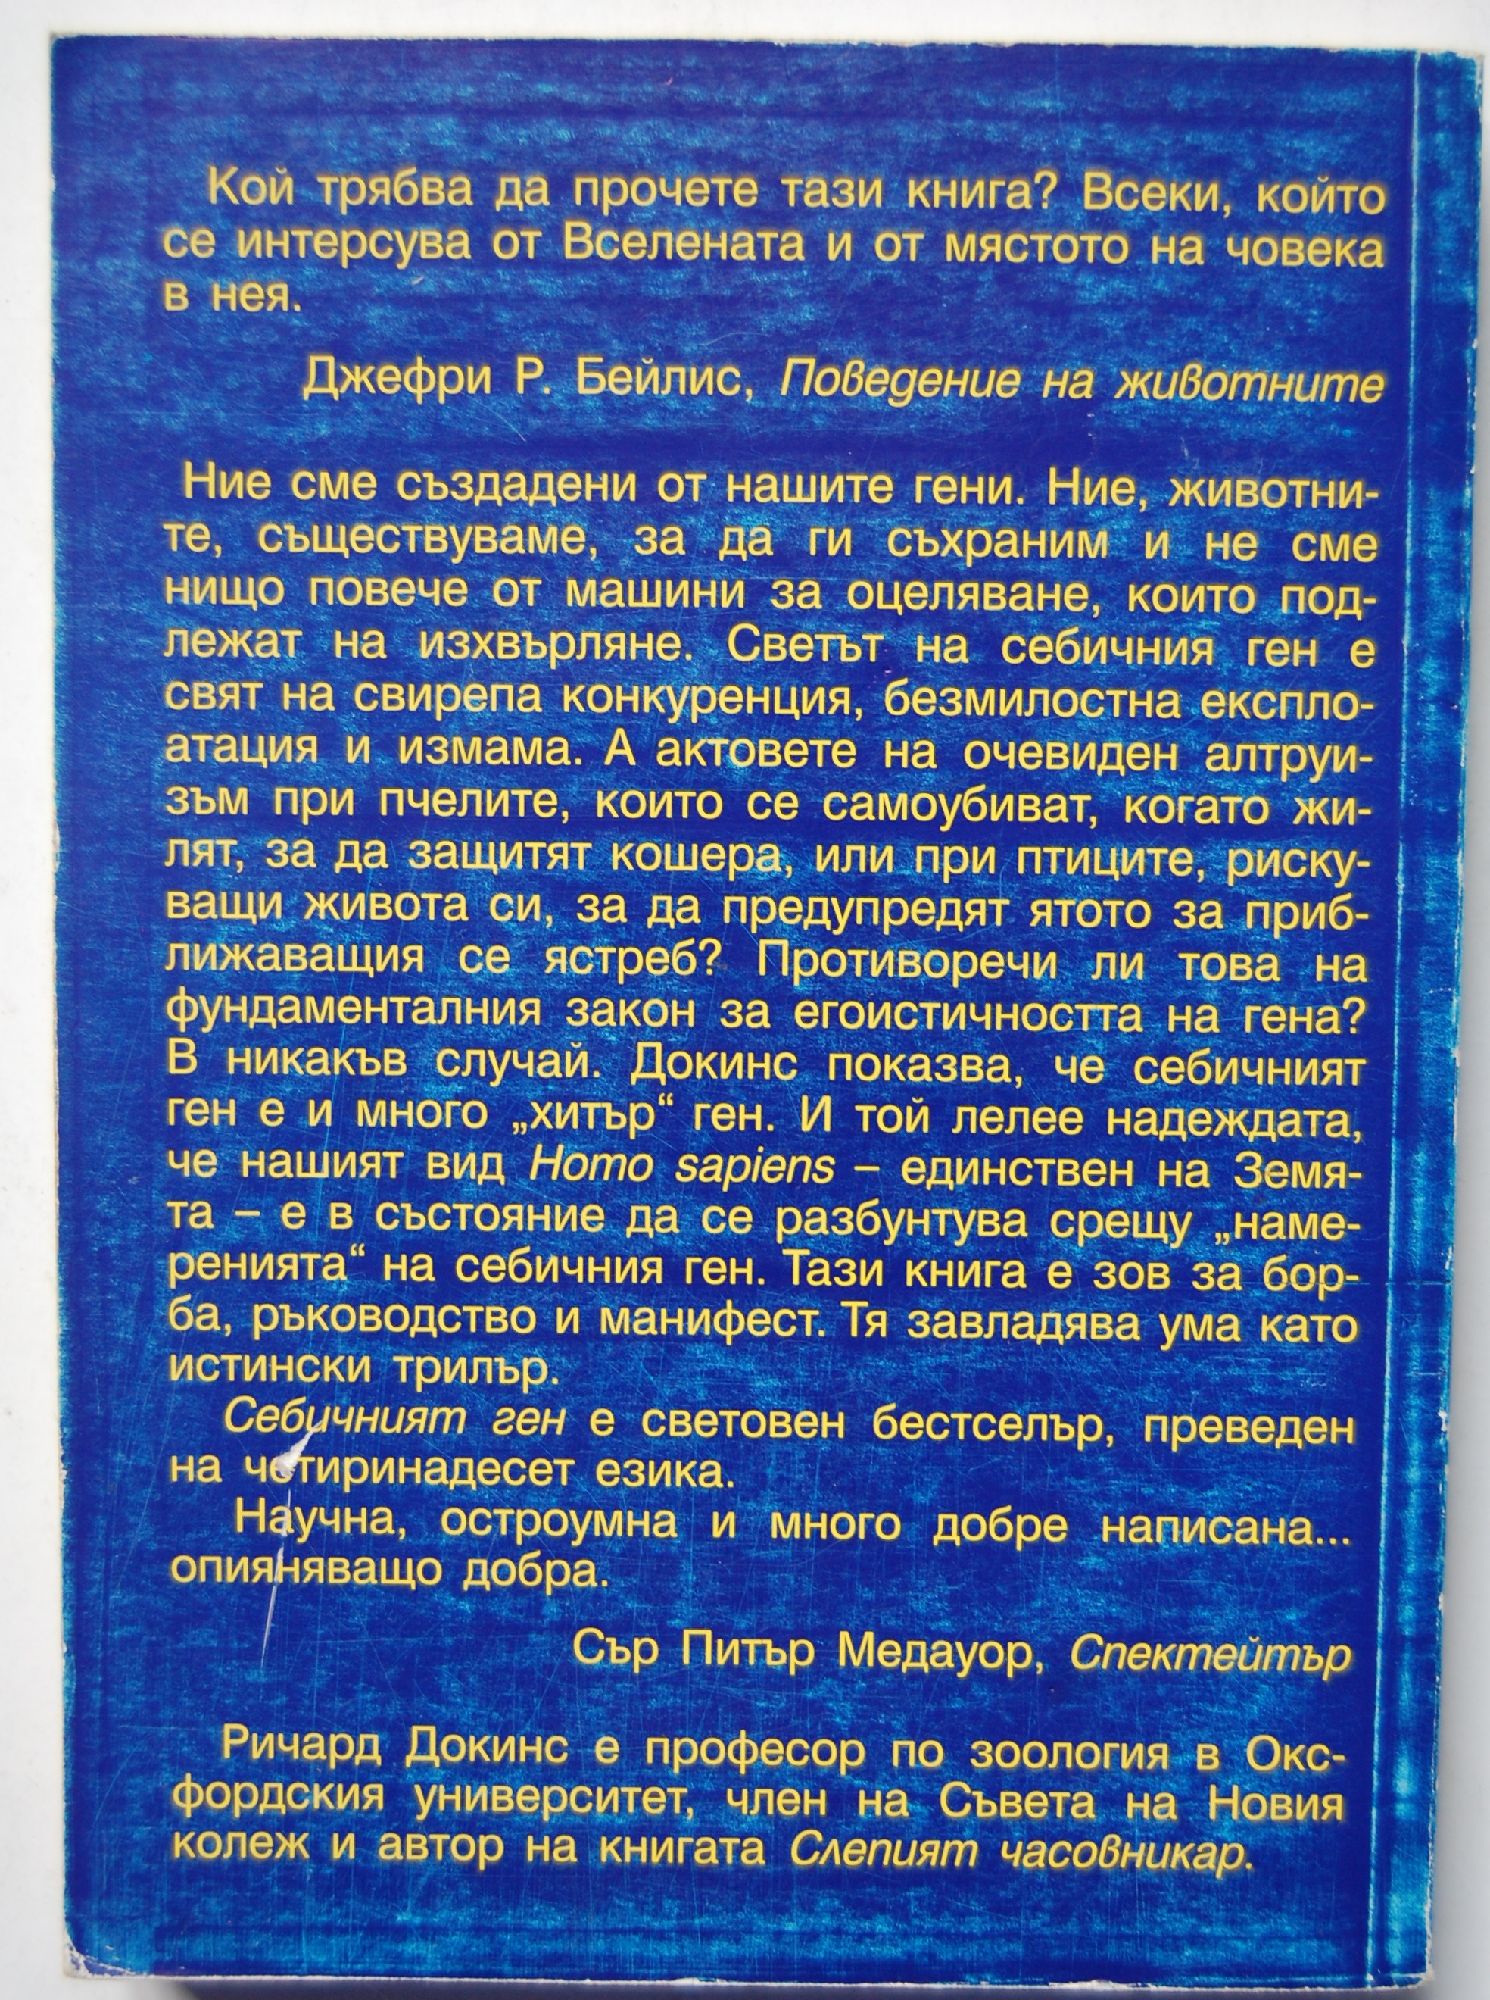 Кой трябва да прочете тази книга? Всеки, който
се интерсува от Вселената и от мястото на човека
в нея.
Джефри Р. Бейлис, Поведение на животните
Ние сме създадени от нашите гени. Ние, животни-
те, съществуваме, за да ги съхраним и не сме
нищо повече от машини за оцеляване, които под-
лежат на изхвърляне. Светът на себичния ген е
свят на свирепа конкуренция, безмилостна експло-
атация и измама. А актовете на очевиден алтруи-
зъм при пчелите, които се самоубиват, когато жи-
лят, за да защитят кошера, или при птиците, риску-
ващи живота си, за да предупредят ятото за приб-
лижаващия се ястреб? Противоречи ли това на
фундаменталния закон за егоистичността на гена?
В никакъв случай. Докинс показва, че себичният
ген е и много „хитър“ ген. И той лелее надеждата,
че нашият вид Homo sapiens – единствен на Земя-
та – е в състояние да се разбунтува срещу „наме-
ренията“ на себичния ген. Тази книга е зов за бор-
ба, ръководство и манифест. Тя завладява ума като
истински трилър.
Себичният ген е световен бестселър, преведен
на четиринадесет езика.
Научна, остроумна и много добре написана...
опияняващо добра.
Сър Питър Медауор, Спектейтър
Ричард Докинс е професор по зоология в Окс-
фордския университет, член на Съвета на Новия
колеж и автор на книгата Слепият часовникар.